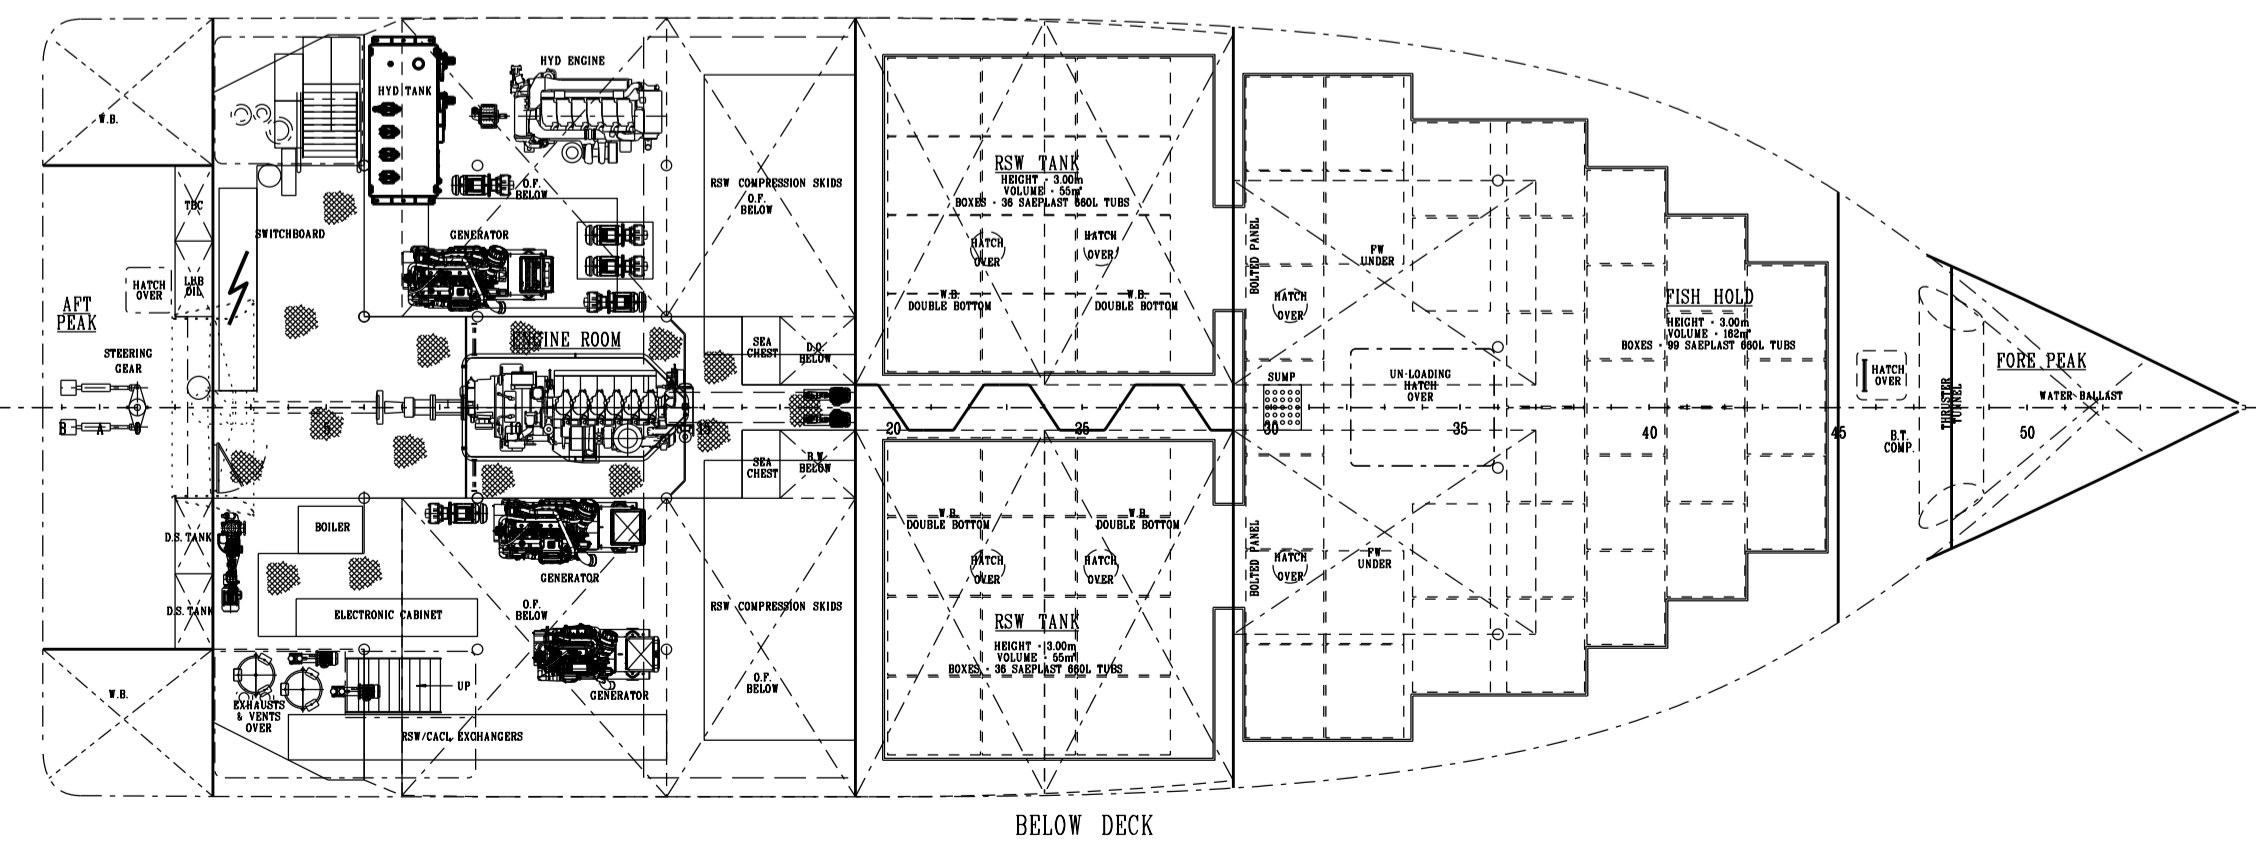 W.B.
AFT
PEAK
STEERING
GEAR
B
A
HATCH
OVER
TBC
LUB
OIL
D.S. TANK
D.S. TANK
W.B.
SWITCHBOARD
HYD TANK
HYD ENGINE
O.F.
BELOW
GENERATOR
ENGINE ROOM
5
15
BOILER
ELECTRONIC CABINET
GENERATOR
O.F.
BELOW
GENERATOR
UP
EXHAUSTS
& VENTS
OVER
RSW/CACL EXCHANGERS
RSW COMPRESSION SKIDS
O.F.
BELOW
SEA
CHEST
D.O.
BELOW
SEA
CHEST
B.W.
BELOW
RSW COMPRESSION SKIDS
O.F.
BELOW
RSW TANK
HEIGHT - 3.00m
VOLUME - 55m³
BOXES - 36 SAEPLAST 660L TUBS
HATCH
OVER
HATCH
OVER
W.B.
DOUBLE BOTTOM
W.B.
DOUBLE BOTTOM
20
25
W.B.
DOUBLE BOTTOM
W.B.
DOUBLE BOTTOM
HATCH
OVER
HATCH
OVER
RSW TANK
HEIGHT - 3.00m
VOLUME - 55m³
BOXES - 36 SAEPLAST 660L TUBS
BOLTED PANEL
HATCH
OVER
FW
UNDER
SUMP
30
UN-LOADING
HATCH
OVER
35
BOLTED PANEL
HATCH
OVER
FW
UNDER
FISH HOLD
HEIGHT - 3.00m
VOLUME - 162m³
BOXES - 99 SAEPLAST 660L TUBS
40
45
HATCH
OVER
B.T.
COMP.
THRUSTER
TUNNEL
FORE PEAK
WATER BALLAST
50
BELOW DECK